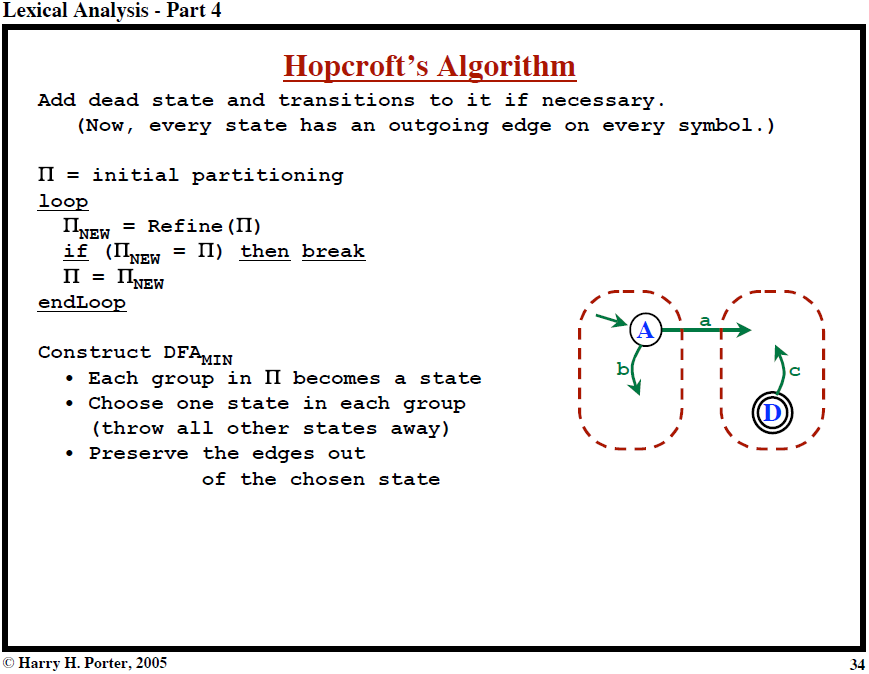 Lexical Analysis - Part 4
Hopcroft's Algorithm
Add dead state and transitions to it if necessary.
(Now, every state has an outgoing edge on every symbol.)
Π = initial partitioning
loop
ΠNEW = Refine(Π)
if (ΠNEW = Π) then break
Π = ΠNEW
endLoop
Construct DFAMIN
• Each group in Π becomes a state
• Choose one state in each group
(throw all other states away)
• Preserve the edges out
of the chosen state
A
a
b
c
D
© Harry H. Porter, 2005
34